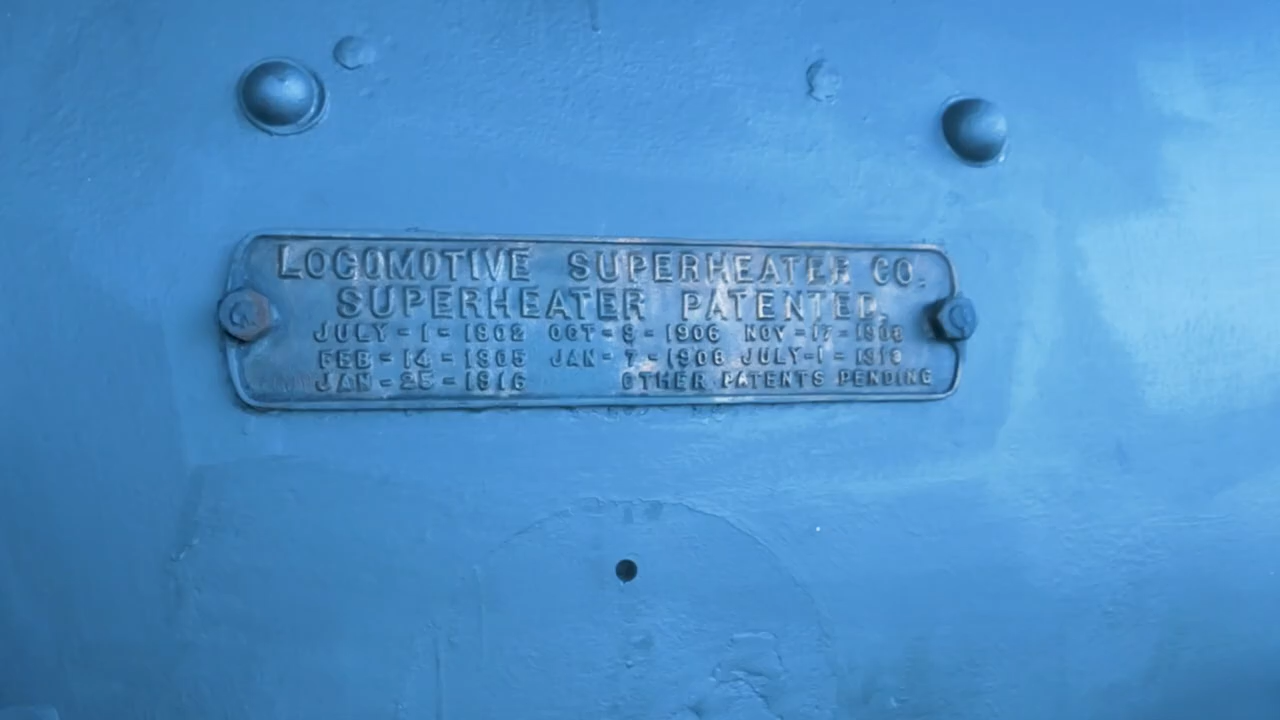 LOCOMOTIVE SUPERHEATER CO.
SUPERHEATER PATENTED.
JULY-1-1902 OCT-9-1906 NOV-17-1908
FEB-14-1905 JAN-7-1908 JULY-1-1913
JAN-25-1916 OTHER PATENTS PENDING